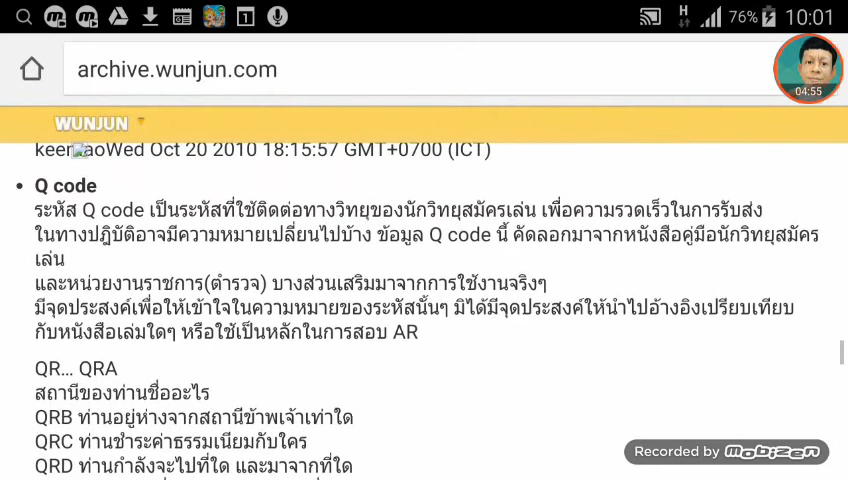 76% 10:01
archive.wunjun.com
04:55
WUNJUN
Wed Oct 20 2010 18:15:57 GMT+0700 (ICT)
• Q code
ระหัส Q code เป็นระหัสที่ใช้ติดต่อทางวิทยุของนักวิทยุสมัครเล่น เพื่อความรวดเร็วในการรับส่ง
ในทางปฎิบัติอาจมีความหมายเปลี่ยนไปบ้าง ข้อมูล Q code นี้ คัดลอกมาจากหนังสือคู่มือนักวิทยุสมัคร
เล่น
และหน่วยงานราชการ(ตำรวจ) บางส่วนเสริมมาจากการใช้งานจริงๆ
มีจุดประสงค์เพื่อให้เข้าใจในความหมายของระหัสนั้นๆ มิได้มีจุดประสงค์ให้นำไปอ้างอิงเปรียบเทียบ
กับหนังสือเล่มใดๆ หรือใช้เป็นหลักในการสอบ AR
QR... QRA
สถานีของท่านชื่ออะไร
QRB ท่านอยู่ห่างจากสถานีข้าพเจ้าเท่าใด
QRC ท่านชำระค่าธรรมเนียมกับใคร
QRD ท่านกำลังจะไปที่ใด และมาจากที่ใด
Recorded by MOBIZEN